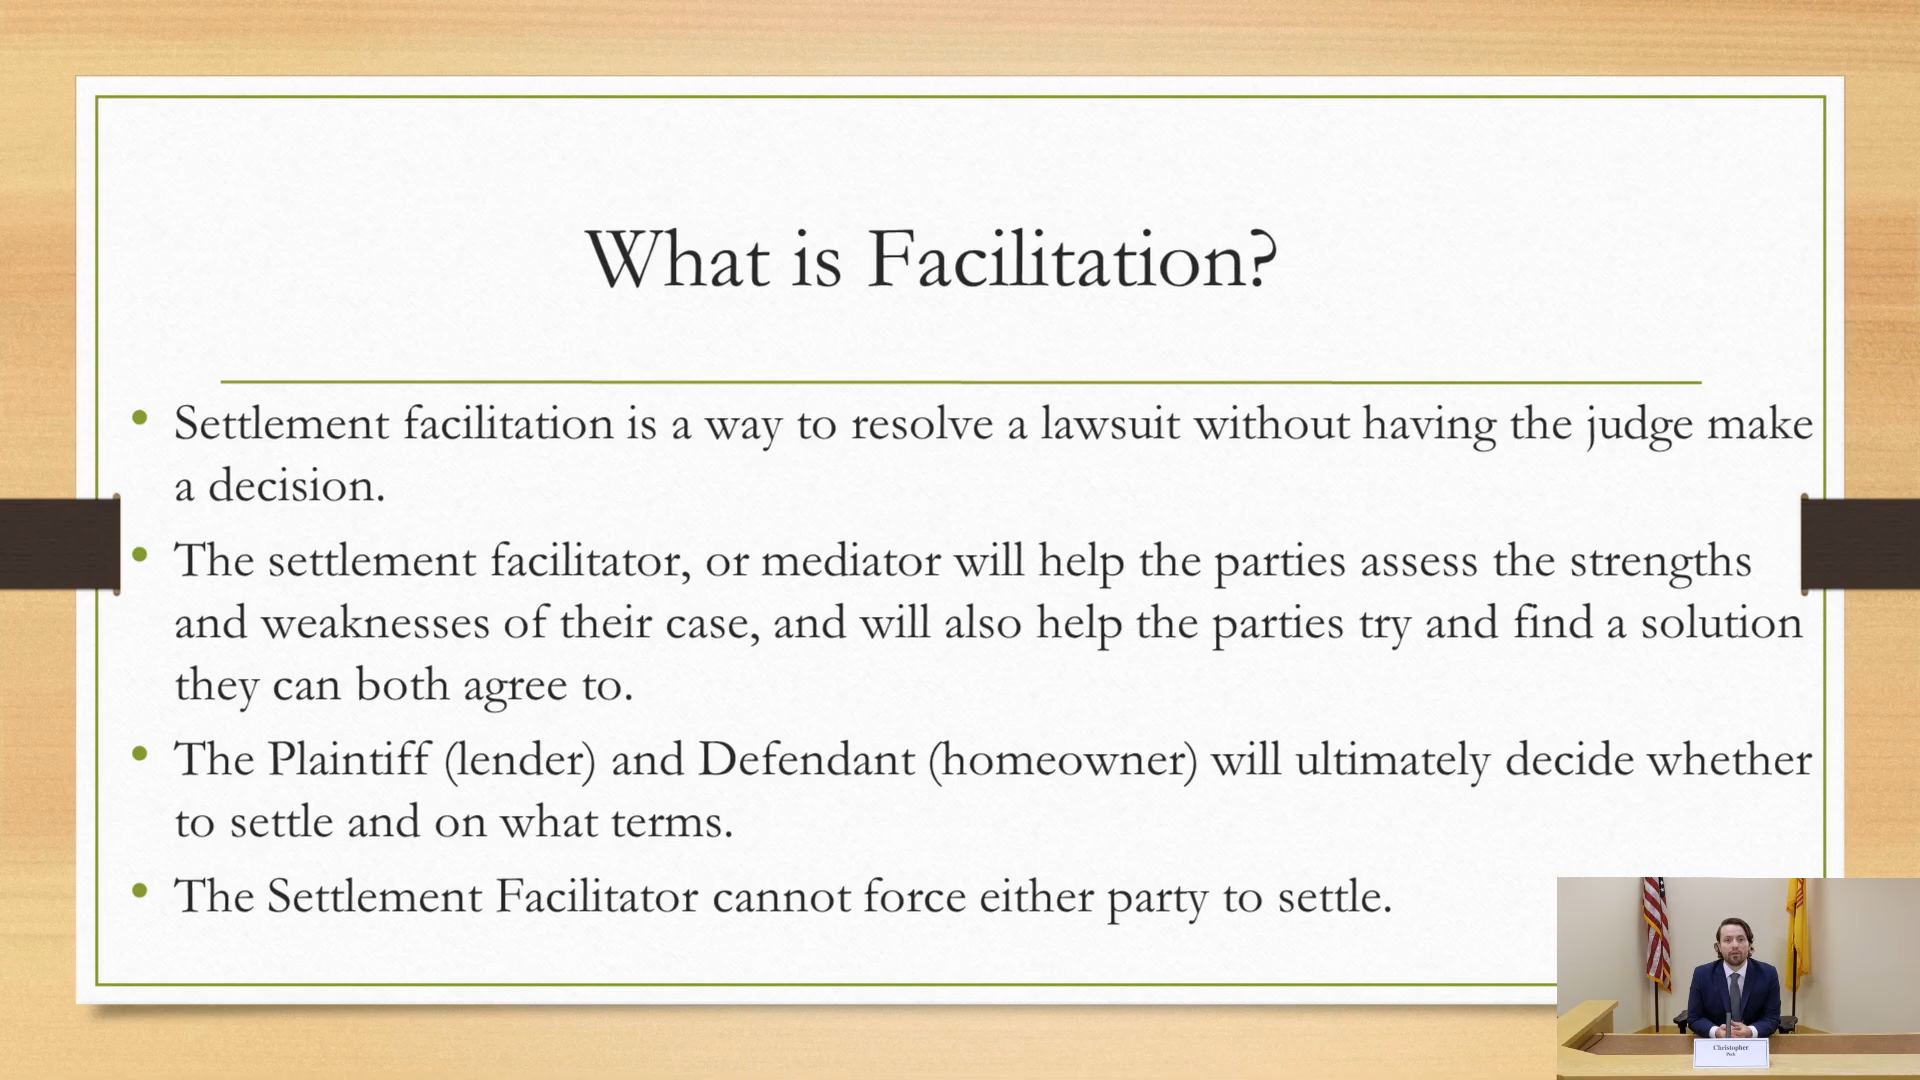 What is Facilitation?
• Settlement facilitation is a way to resolve a lawsuit without having the judge make
a decision.
• The settlement facilitator, or mediator will help the parties assess the strengths
and weaknesses of their case, and will also help the parties try and find a solution
they can both agree to.
• The Plaintiff (lender) and Defendant (homeowner) will ultimately decide whether
to settle and on what terms.
• The Settlement Facilitator cannot force either party to settle.
Christopher